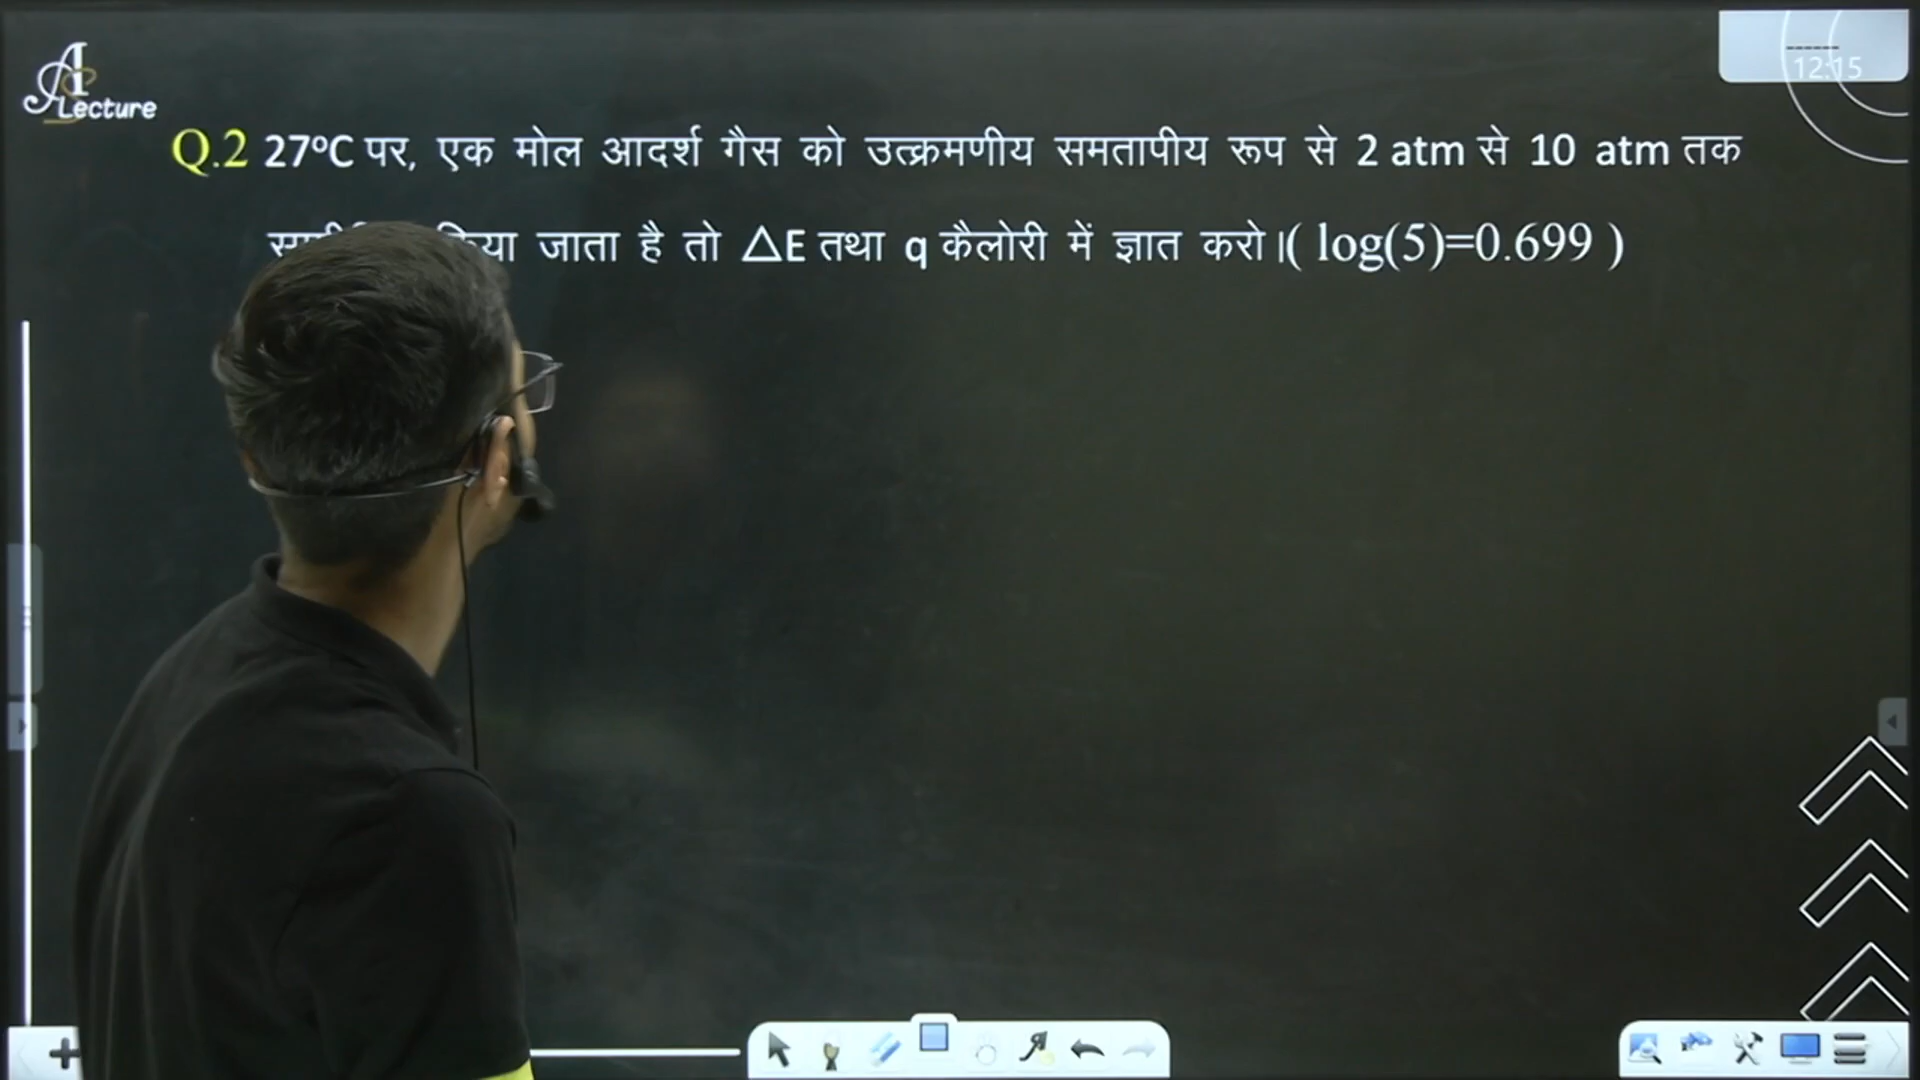 AS Lecture
12:15
Q.2 27°C पर, एक मोल आदर्श गैस को उत्क्रमणीय समतापीय रूप से 2 atm से 10 atm तक
जाता है तो △E तथा q कैलोरी में ज्ञात करो।( log(5)=0.699 )